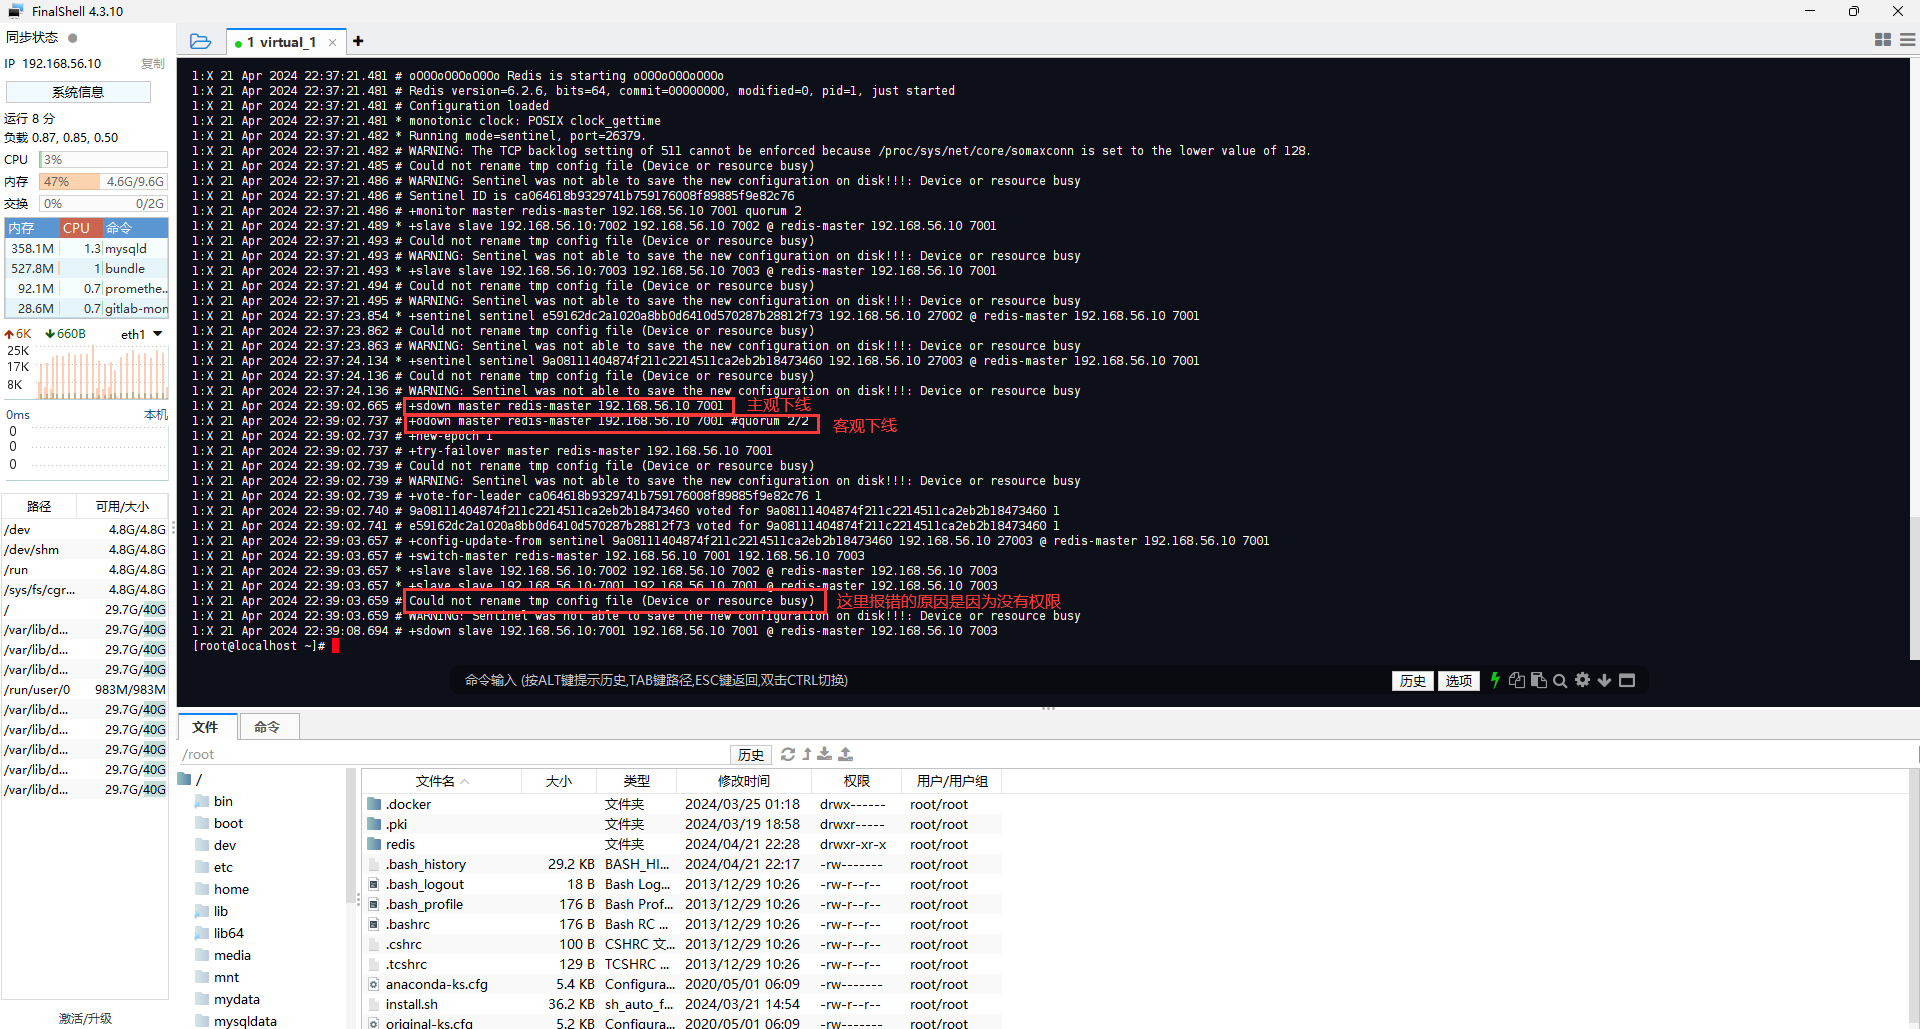 FinalShell 4.3.10
同步状态
IP 192.168.56.10
复制
系统信息
运行 8 分
负载 0.87, 0.85, 0.50
CPU 3%
内存 47% 4.6G/9.6G
交换 0% 0/2G
内存 CPU 命令
358.1M 1.3 mysqld
527.8M 1 bundle
92.1M 0.7 promethe..
28.6M 0.7 gitlab-mon
6K 660B eth1
25K
17K
8K
0ms 本机
0
0
0
路径 可用/大小
/dev 4.8G/4.8G
/dev/shm 4.8G/4.8G
/run 4.8G/4.8G
/sys/fs/cgr... 4.8G/4.8G
/ 29.7G/40G
/var/lib/d... 29.7G/40G
/var/lib/d... 29.7G/40G
/var/lib/d... 29.7G/40G
/run/user/0 983M/983M
/var/lib/d... 29.7G/40G
/var/lib/d... 29.7G/40G
/var/lib/d... 29.7G/40G
/var/lib/d... 29.7G/40G
/var/lib/d... 29.7G/40G
激活/升级
1 virtual_1
1:X 21 Apr 2024 22:37:21.481 # oO0OoO0OoO0Oo Redis is starting oO0OoO0OoO0Oo
1:X 21 Apr 2024 22:37:21.481 # Redis version=6.2.6, bits=64, commit=00000000, modified=0, pid=1, just started
1:X 21 Apr 2024 22:37:21.481 # Configuration loaded
1:X 21 Apr 2024 22:37:21.481 * monotonic clock: POSIX clock_gettime
1:X 21 Apr 2024 22:37:21.482 * Running mode=sentinel, port=26379.
1:X 21 Apr 2024 22:37:21.482 # WARNING: The TCP backlog setting of 511 cannot be enforced because /proc/sys/net/core/somaxconn is set to the lower value of 128.
1:X 21 Apr 2024 22:37:21.485 # Could not rename tmp config file (Device or resource busy)
1:X 21 Apr 2024 22:37:21.486 # WARNING: Sentinel was not able to save the new configuration on disk!!!: Device or resource busy
1:X 21 Apr 2024 22:37:21.486 # Sentinel ID is ca064618b9329741b759176008f89885f9e82c76
1:X 21 Apr 2024 22:37:21.486 # +monitor master redis-master 192.168.56.10 7001 quorum 2
1:X 21 Apr 2024 22:37:21.489 * +slave slave 192.168.56.10:7002 192.168.56.10 7002 @ redis-master 192.168.56.10 7001
1:X 21 Apr 2024 22:37:21.493 # Could not rename tmp config file (Device or resource busy)
1:X 21 Apr 2024 22:37:21.493 # WARNING: Sentinel was not able to save the new configuration on disk!!!: Device or resource busy
1:X 21 Apr 2024 22:37:21.493 * +slave slave 192.168.56.10:7003 192.168.56.10 7003 @ redis-master 192.168.56.10 7001
1:X 21 Apr 2024 22:37:21.494 # Could not rename tmp config file (Device or resource busy)
1:X 21 Apr 2024 22:37:21.495 # WARNING: Sentinel was not able to save the new configuration on disk!!!: Device or resource busy
1:X 21 Apr 2024 22:37:23.854 * +sentinel sentinel e59162dc2a1020a8bb0d6410d570287b28812f73 192.168.56.10 27002 @ redis-master 192.168.56.10 7001
1:X 21 Apr 2024 22:37:23.862 # Could not rename tmp config file (Device or resource busy)
1:X 21 Apr 2024 22:37:23.863 # WARNING: Sentinel was not able to save the new configuration on disk!!!: Device or resource busy
1:X 21 Apr 2024 22:37:24.134 * +sentinel sentinel 9a08111404874f211c2214511ca2eb2b18473460 192.168.56.10 27003 @ redis-master 192.168.56.10 7001
1:X 21 Apr 2024 22:37:24.136 # Could not rename tmp config file (Device or resource busy)
1:X 21 Apr 2024 22:37:24.136 # WARNING: Sentinel was not able to save the new configuration on disk!!!: Device or resource busy
1:X 21 Apr 2024 22:39:02.665 # +sdown master redis-master 192.168.56.10 7001 主观下线
1:X 21 Apr 2024 22:39:02.737 # +odown master redis-master 192.168.56.10 7001 #quorum 2/2 客观下线
1:X 21 Apr 2024 22:39:02.737 # +new-epoch 1
1:X 21 Apr 2024 22:39:02.737 # +try-failover master redis-master 192.168.56.10 7001
1:X 21 Apr 2024 22:39:02.739 # Could not rename tmp config file (Device or resource busy)
1:X 21 Apr 2024 22:39:02.739 # WARNING: Sentinel was not able to save the new configuration on disk!!!: Device or resource busy
1:X 21 Apr 2024 22:39:02.739 # +vote-for-leader ca064618b9329741b759176008f89885f9e82c76 1
1:X 21 Apr 2024 22:39:02.740 # 9a08111404874f211c2214511ca2eb2b18473460 voted for 9a08111404874f211c2214511ca2eb2b18473460 1
1:X 21 Apr 2024 22:39:02.741 # e59162dc2a1020a8bb0d6410d570287b28812f73 voted for 9a08111404874f211c2214511ca2eb2b18473460 1
1:X 21 Apr 2024 22:39:03.657 # +config-update-from sentinel 9a08111404874f211c2214511ca2eb2b18473460 192.168.56.10 27003 @ redis-master 192.168.56.10 7001
1:X 21 Apr 2024 22:39:03.657 # +switch-master redis-master 192.168.56.10 7001 192.168.56.10 7003
1:X 21 Apr 2024 22:39:03.657 * +slave slave 192.168.56.10:7002 192.168.56.10 7002 @ redis-master 192.168.56.10 7003
1:X 21 Apr 2024 22:39:03.657 * +slave slave 192.168.56.10:7001 192.168.56.10 7001 @ redis-master 192.168.56.10 7003
1:X 21 Apr 2024 22:39:03.659 # Could not rename tmp config file (Device or resource busy) 这里报错的原因是因为没有权限
1:X 21 Apr 2024 22:39:03.659 # WARNING: Sentinel was not able to save the new configuration on disk!!!: Device or resource busy
1:X 21 Apr 2024 22:39:08.694 # +sdown slave 192.168.56.10:7001 192.168.56.10 7001 @ redis-master 192.168.56.10 7003
[root@localhost ~]#
命令输入 (按ALT键提示历史,TAB键路径,ESC键返回,双击CTRL切换)
历史 选项
文件 命令
/root 历史
/
bin
boot
dev
etc
home
lib
lib64
media
mnt
mydata
mysqldata
文件名 大小 类型 修改时间 权限 用户/用户组
.docker 文件夹 2024/03/25 01:18 drwx------ root/root
.pki 文件夹 2024/03/19 18:58 drwxr----- root/root
redis 文件夹 2024/04/21 22:28 drwxr-xr-x root/root
.bash_history 29.2 KB BASH_HI... 2024/04/21 22:17 -rw------- root/root
.bash_logout 18 B Bash Log... 2013/12/29 10:26 -rw-r--r-- root/root
.bash_profile 176 B Bash Prof... 2013/12/29 10:26 -rw-r--r-- root/root
.bashrc 176 B Bash RC ... 2013/12/29 10:26 -rw-r--r-- root/root
.cshrc 100 B CSHRC 文... 2013/12/29 10:26 -rw-r--r-- root/root
.tcshrc 129 B TCSHRC ... 2013/12/29 10:26 -rw-r--r-- root/root
anaconda-ks.cfg 5.4 KB Configura... 2020/05/01 06:09 -rw------- root/root
install.sh 36.2 KB sh_auto_f... 2024/03/21 14:54 -rw-r--r-- root/root
original-ks.cfg 5.2 KB Configura... 2020/05/01 06:09 -rw------- root/root